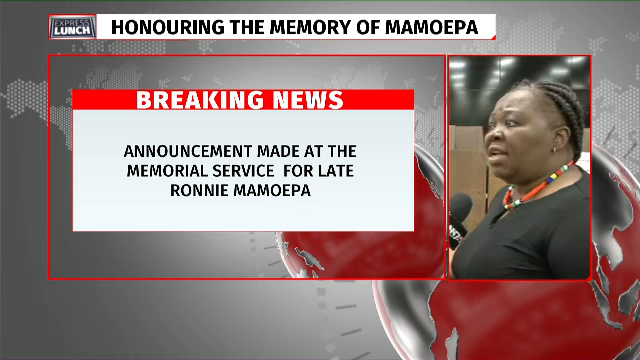 EXPRESS
LUNCH
HONOURING THE MEMORY OF MAMOEPA
BREAKING NEWS
ANNOUNCEMENT MADE AT THE
MEMORIAL SERVICE FOR LATE
RONNIE MAMOEPA